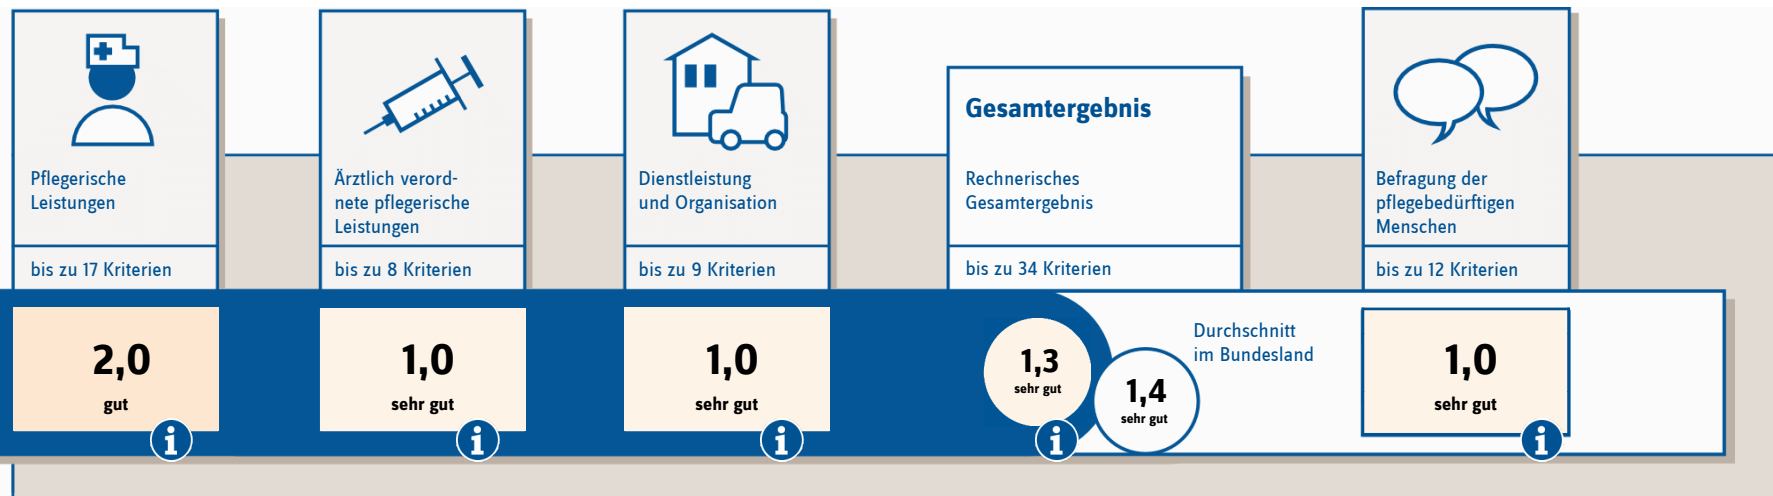 Pflegerische
Leistungen
bis zu 17 Kriterien
2,0
gut
i
Ärztlich verord-
nete pflegerische
Leistungen
bis zu 8 Kriterien
1,0
sehr gut
i
Dienstleistung
und Organisation
bis zu 9 Kriterien
1,0
sehr gut
i
Gesamtergebnis
Rechnerisches
Gesamtergebnis
bis zu 34 Kriterien
1,3
sehr gut
i
1,4
sehr gut
Durchschnitt
im Bundesland
Befragung der
pflegebedürftigen
Menschen
bis zu 12 Kriterien
1,0
sehr gut
i